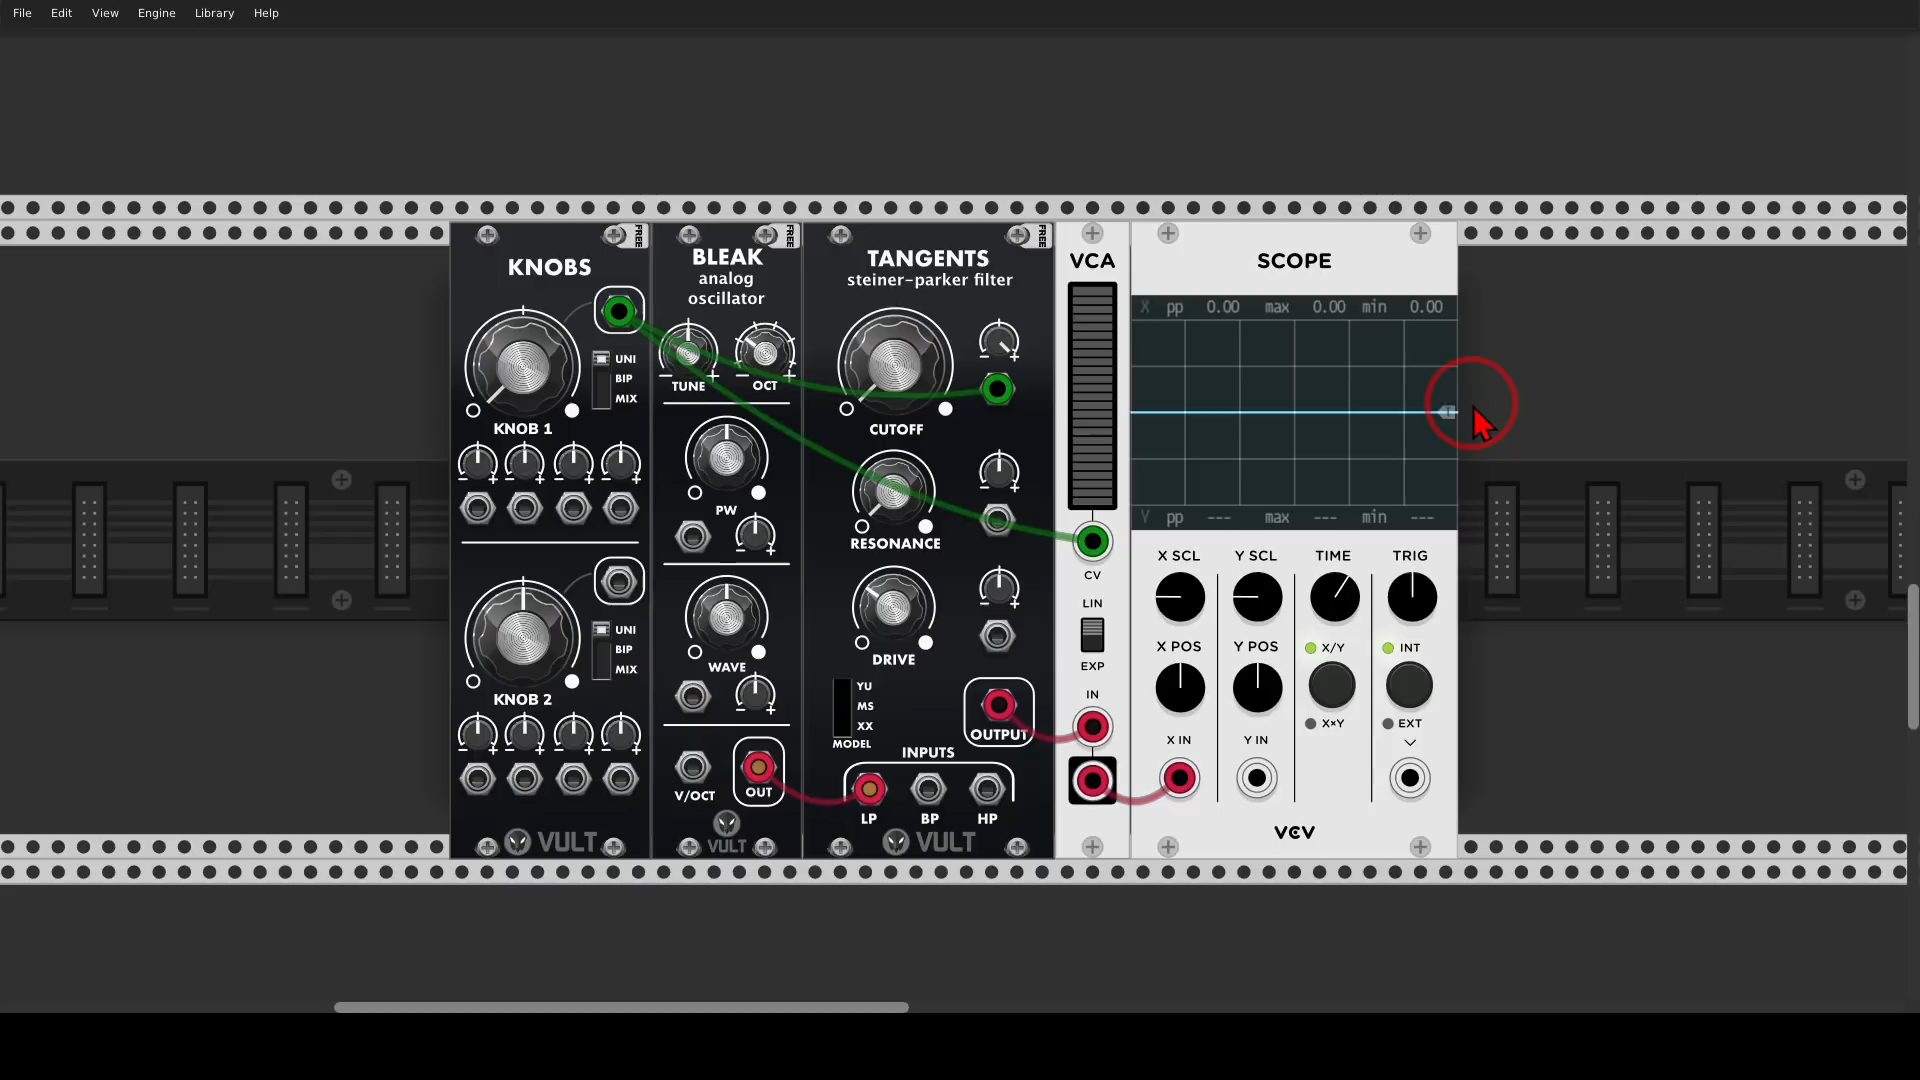 File Edit View Engine Library Help
KNOBS
FREE
KNOB 1
UNI
BIP
MIX
KNOB 2
UNI
BIP
MIX
VULT
BLEAK
analog
oscillator
FREE
TUNE OCT
PW
WAVE
V/OCT OUT
VULT
TANGENTS
steiner-parker filter
FREE
CUTOFF
RESONANCE
DRIVE
YU
MS
XX
MODEL
OUTPUT
INPUTS
LP BP HP
VULT
VCA
CV
LIN
EXP
IN
SCOPE
X pp 0.00 max 0.00 min 0.00
Y pp --- max --- min ---
X SCL Y SCL TIME TRIG
X POS Y POS X/Y INT
X×Y EXT
X IN Y IN
VCV